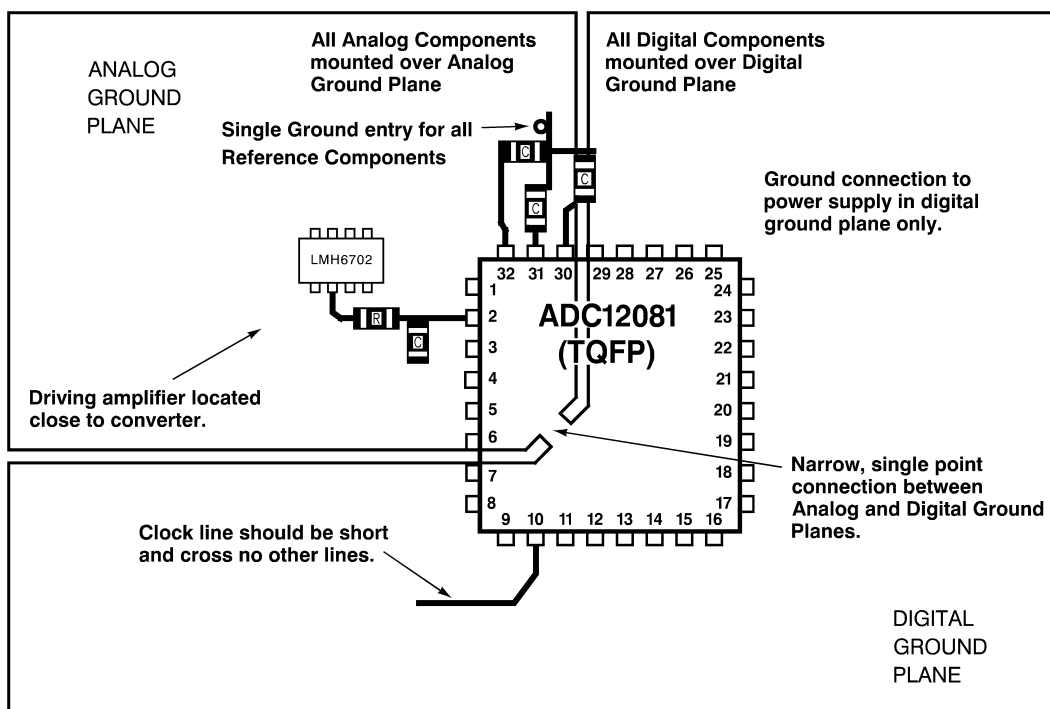 ANALOG
GROUND
PLANE
All Analog Components
mounted over Analog
Ground Plane
All Digital Components
mounted over Digital
Ground Plane
Single Ground entry for all
Reference Components
C
C
C
Ground connection to
power supply in digital
ground plane only.
LMH6702
R
C
32 31 30 29 28 27 26 25
1
2
3
4
5
6
7
8
ADC12081
(TQFP)
24
23
22
21
20
19
18
17
9 10 11 12 13 14 15 16
Driving amplifier located
close to converter.
Narrow, single point
connection between
Analog and Digital Ground
Planes.
Clock line should be short
and cross no other lines.
DIGITAL
GROUND
PLANE